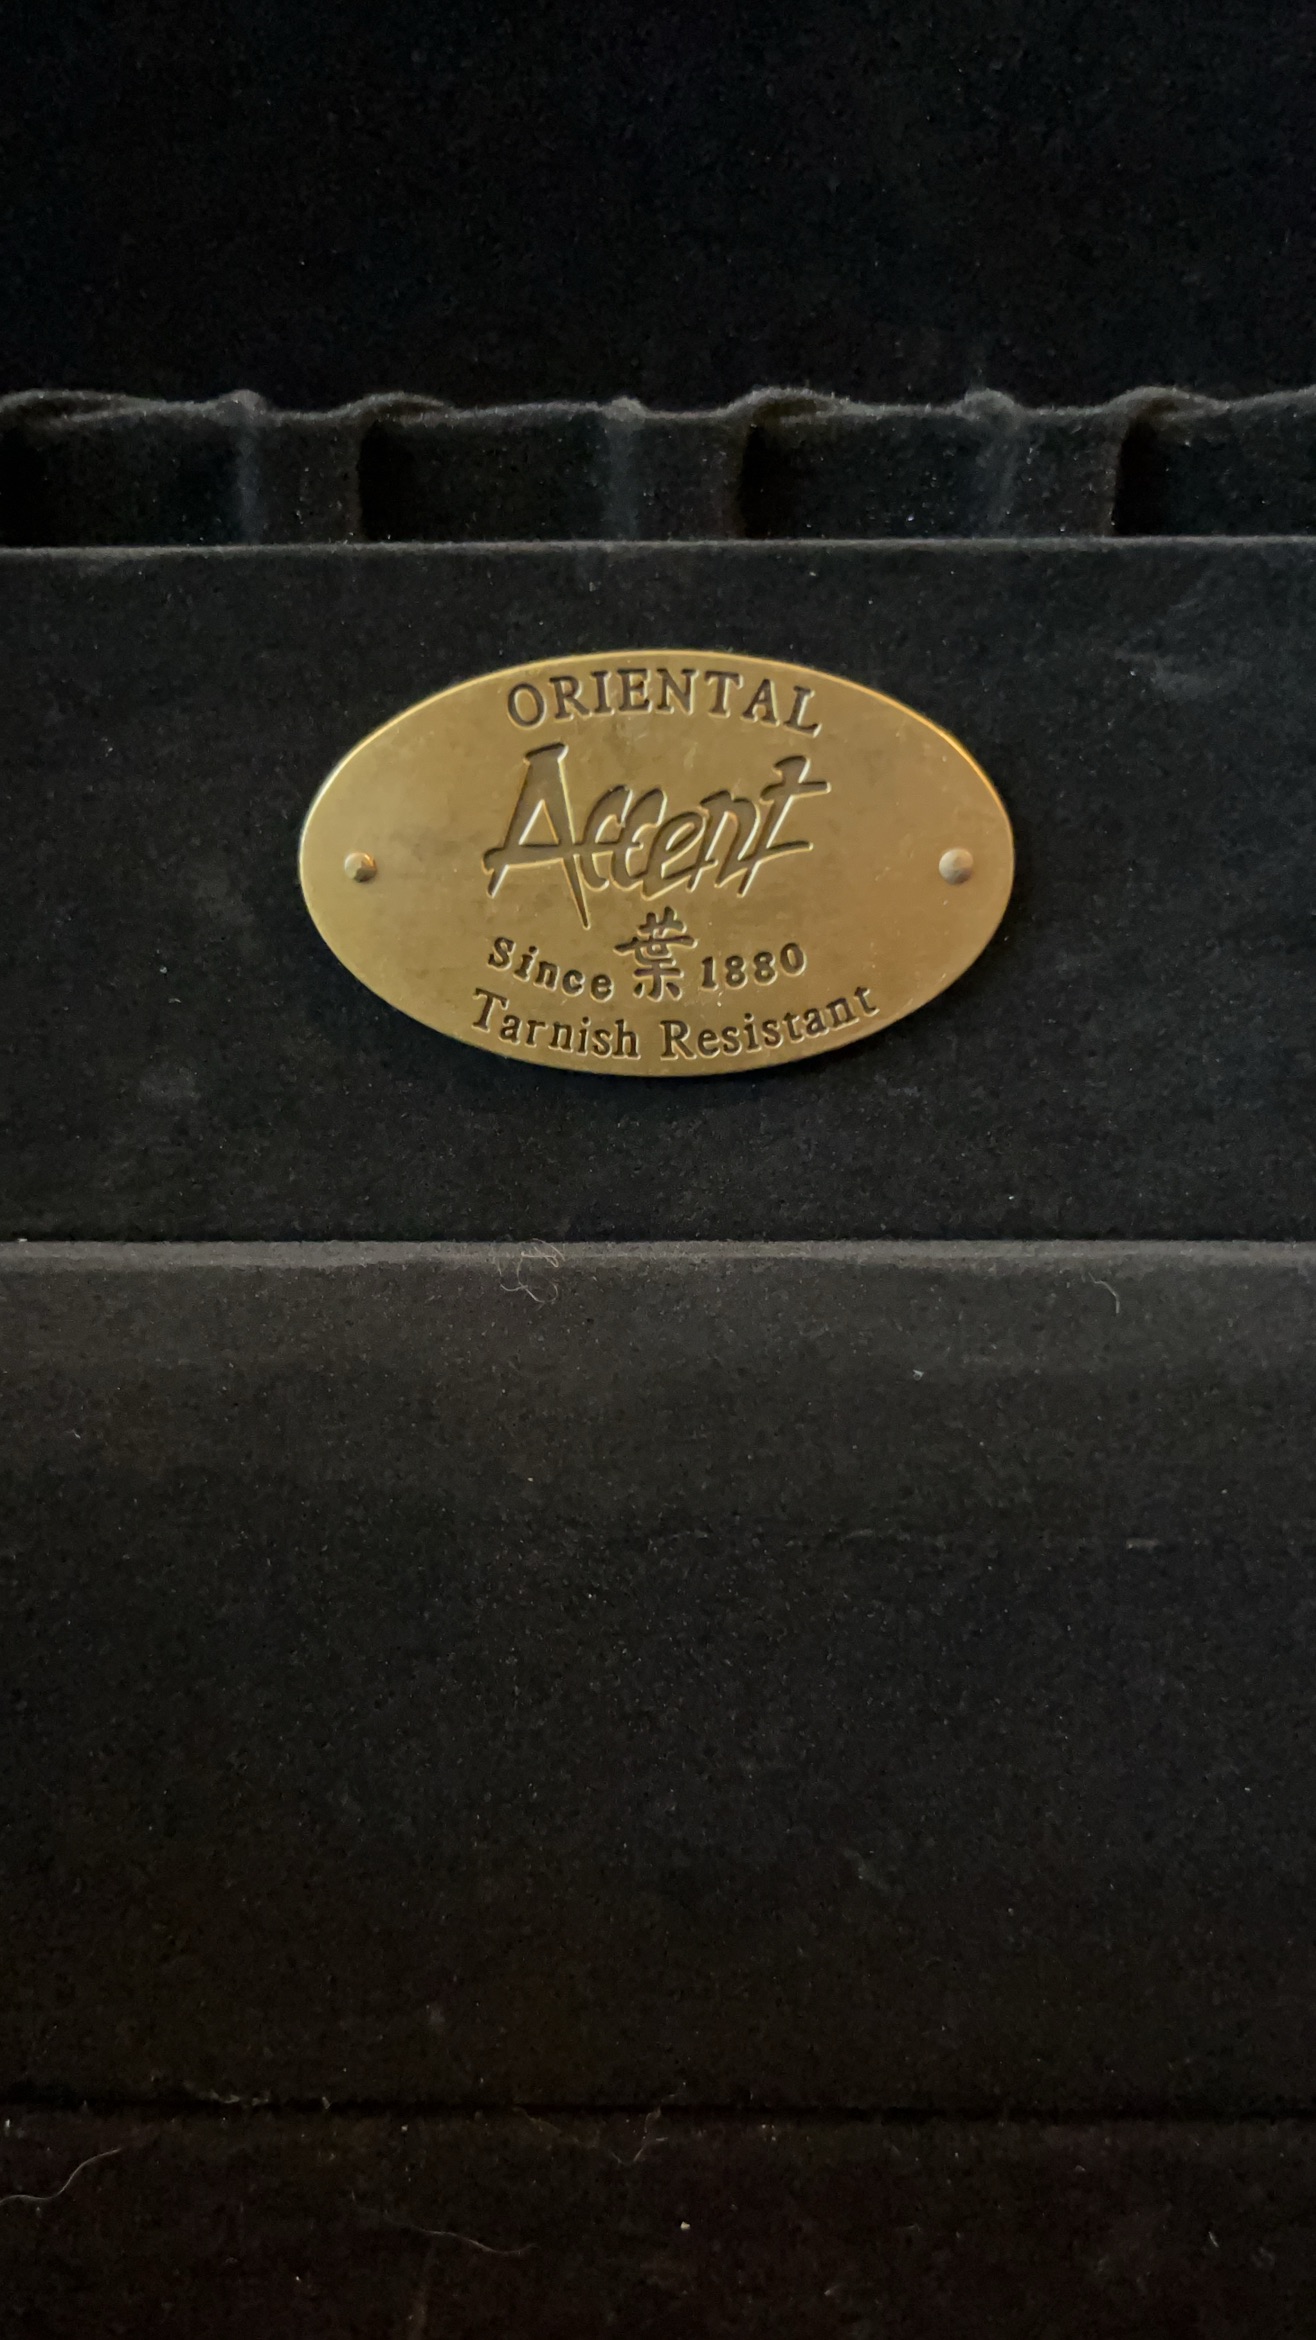 ORIENTAL
Accent
Since 葉 1880
Tarnish Resistant